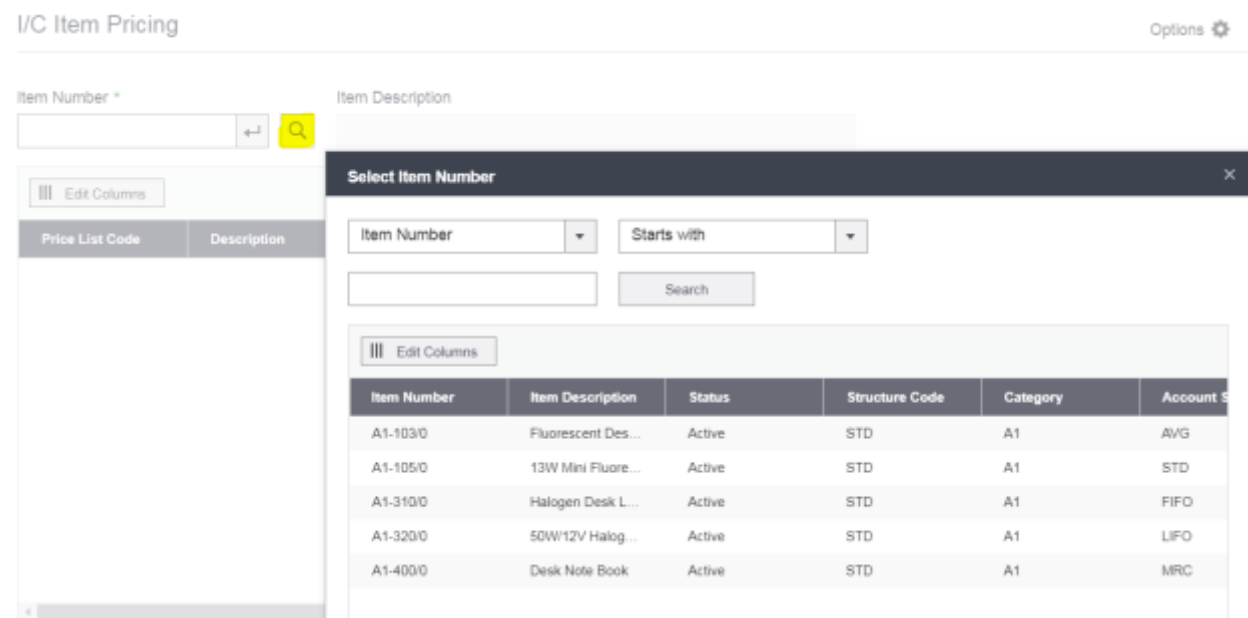 I/C Item Pricing
Options
Item Number *
Item Description
Edit Columns
Price List Code Description
Select Item Number
Item Number Starts with
Search
Edit Columns
Item Number Item Description Status Structure Code Category Account S
A1-103/0 Fluorescent Des... Active STD A1 AVG
A1-105/0 13W Mini Fluore... Active STD A1 STD
A1-310/0 Halogen Desk L... Active STD A1 FIFO
A1-320/0 50W/12V Halog... Active STD A1 LIFO
A1-400/0 Desk Note Book Active STD A1 MRC